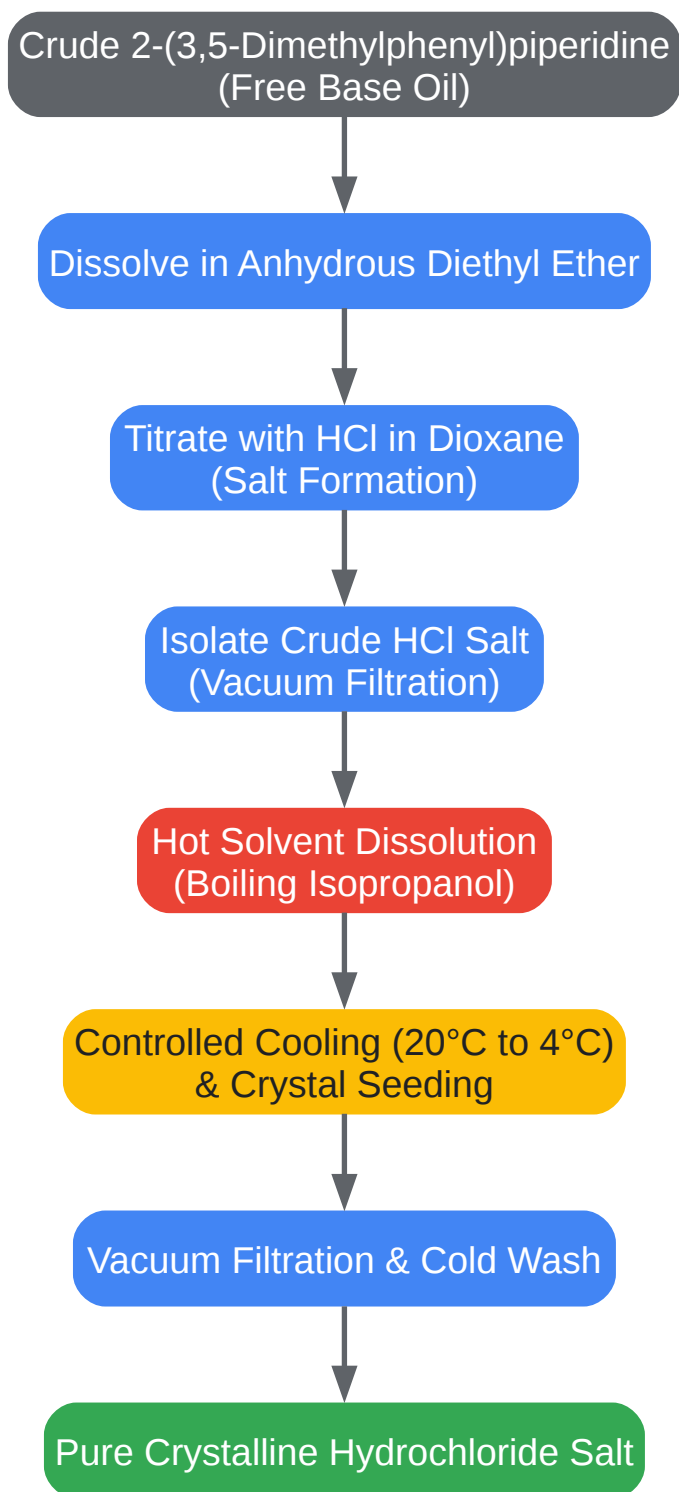 Crude 2-(3,5-Dimethylphenyl)piperidine
(Free Base Oil)
Dissolve in Anhydrous Diethyl Ether
Titrate with HCl in Dioxane
(Salt Formation)
Isolate Crude HCl Salt
(Vacuum Filtration)
Hot Solvent Dissolution
(Boiling Isopropanol)
Controlled Cooling (20°C to 4°C)
& Crystal Seeding
Vacuum Filtration & Cold Wash
Pure Crystalline Hydrochloride Salt